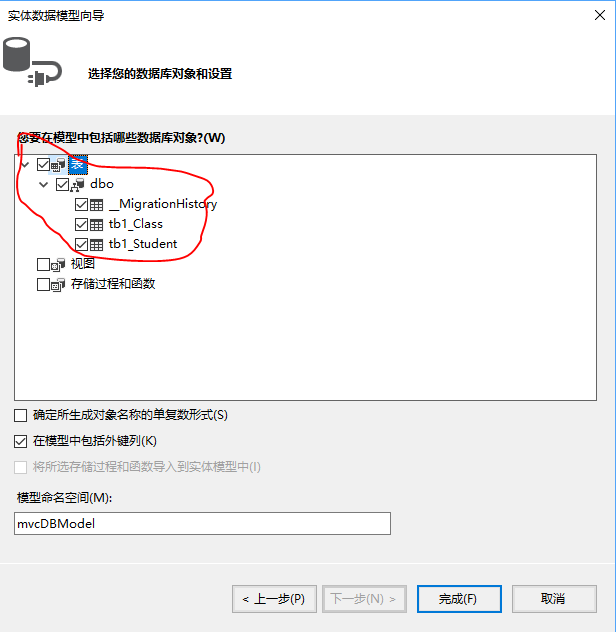 实体数据模型向导
选择您的数据库对象和设置
您要在模型中包括哪些数据库对象?(W)
表
dbo
__MigrationHistory
tb1_Class
tb1_Student
视图
存储过程和函数
确定所生成对象名称的单复数形式(S)
在模型中包括外键列(K)
将所选存储过程和函数导入到实体模型中(I)
模型命名空间(M):
mvcDBModel
< 上一步(P) 下一步(N) > 完成(F) 取消